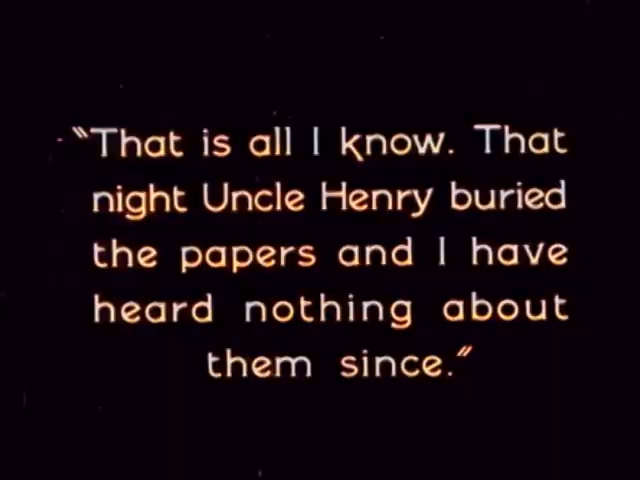 "That is all I know. That
night Uncle Henry buried
the papers and I have
heard nothing about
them since."